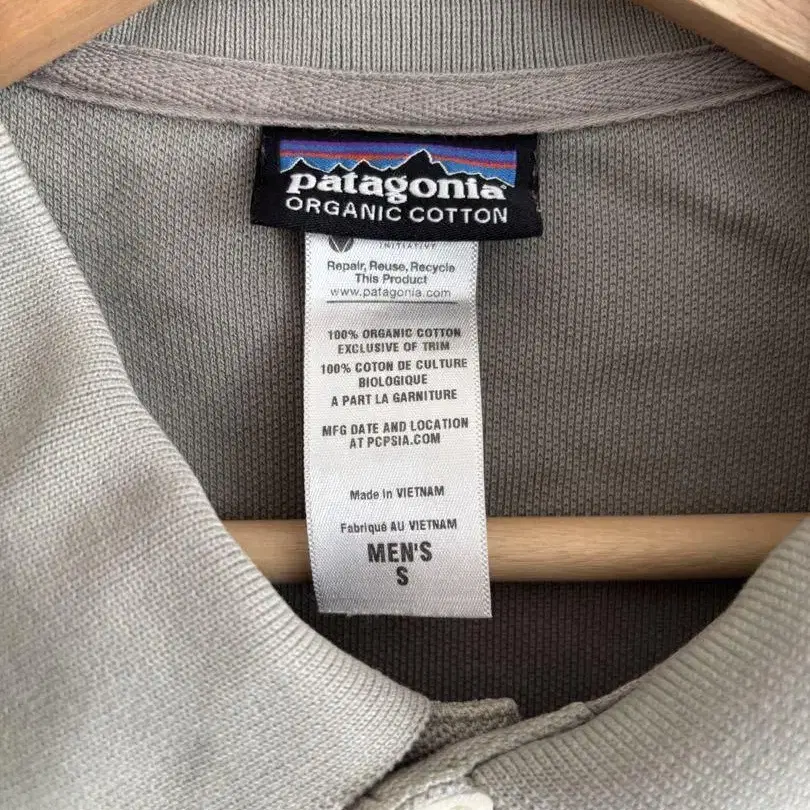 patagonia
ORGANIC COTTON
INITIATIVE
Repair, Reuse, Recycle
This Product
www.patagonia.com
100% ORGANIC COTTON
EXCLUSIVE OF TRIM
100% COTON DE CULTURE
BIOLOGIQUE
A PART LA GARNITURE
MFG DATE AND LOCATION
AT PCPSIA.COM
Made in VIETNAM
Fabriqué AU VIETNAM
MEN'S
S